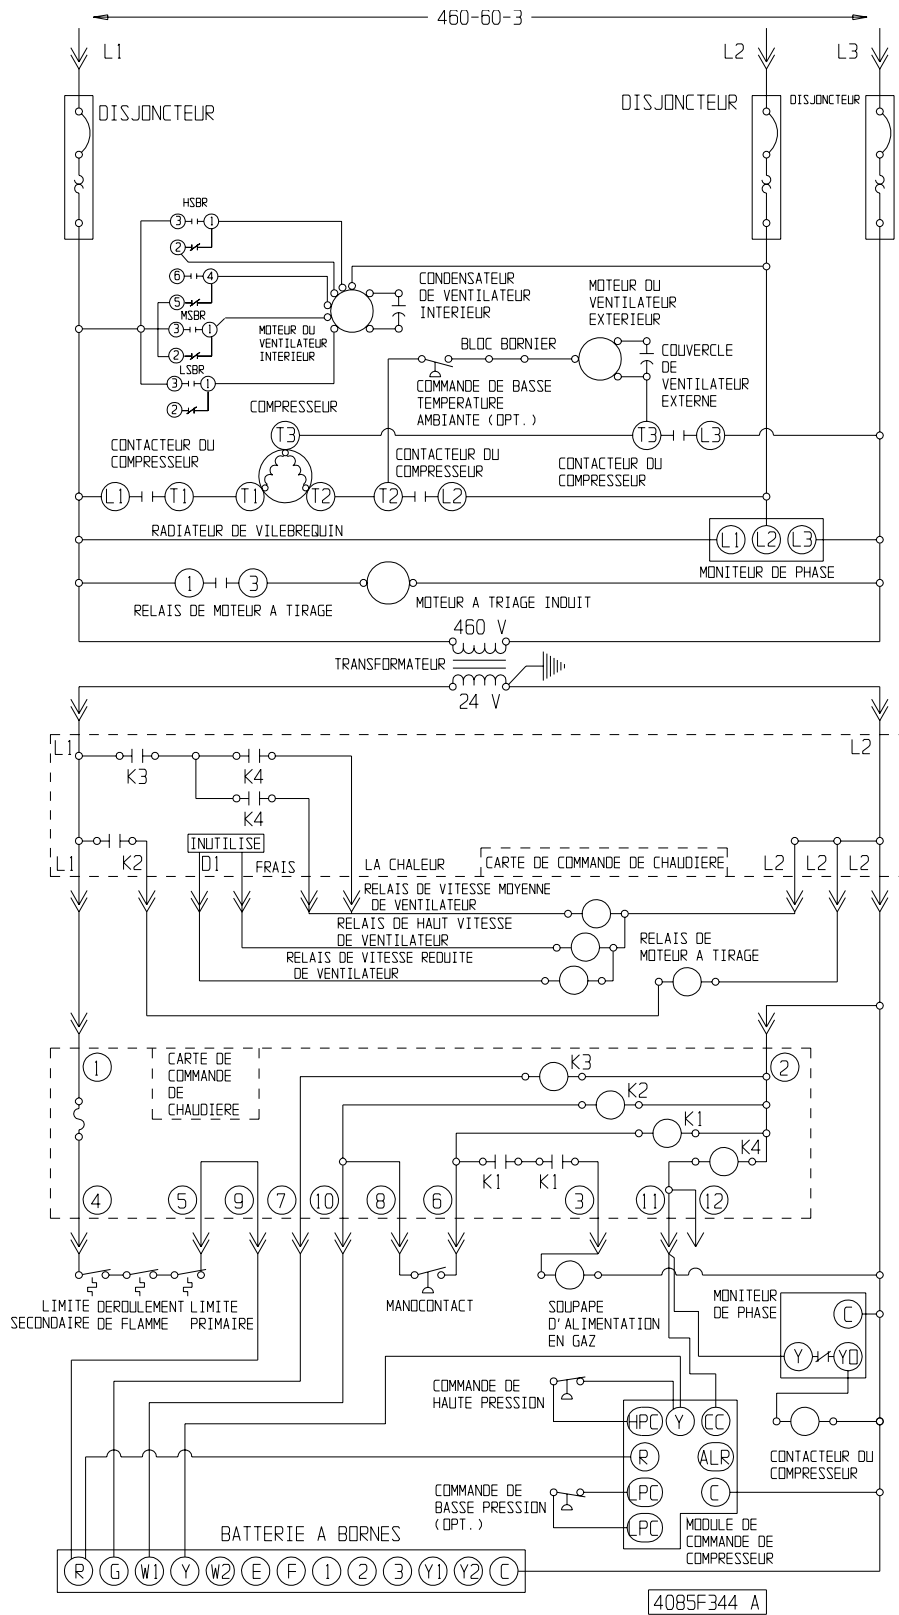 460-60-3
L1
L2
L3
DISJONCTEUR
DISJONCTEUR
DISJONCTEUR
HSBR
3 1
2
6 4
5
MSBR
3 1
2
LSBR
3 1
2
MOTEUR DU
VENTILATEUR
INTERIEUR
CONDENSATEUR
DE VENTILATEUR
INTERIEUR
MOTEUR DU
VENTILATEUR
EXTERIEUR
BLOC BORNIER
COUVERCLE
DE
VENTILATEUR
EXTERNE
COMMANDE DE BASSE
TEMPERATURE
AMBIANTE (OPT.)
COMPRESSEUR
T3
T3
L3
CONTACTEUR DU
COMPRESSEUR
CONTACTEUR DU
COMPRESSEUR
CONTACTEUR DU
COMPRESSEUR
L1
T1
T1
T2
T2
L2
RADIATEUR DE VILEBREQUIN
L1 L2 L3
MONITEUR DE PHASE
1
3
RELAIS DE MOTEUR A TIRAGE
MOTEUR A TRIAGE INDUIT
460 V
TRANSFORMATEUR
24 V
L1
L2
K3
K4
K4
L1
K2
INUTILISE
D1
FRAIS
LA CHALEUR
CARTE DE COMMANDE DE CHAUDIERE
L2
L2
L2
RELAIS DE VITESSE MOYENNE
DE VENTILATEUR
RELAIS DE HAUT VITESSE
DE VENTILATEUR
RELAIS DE VITESSE REDUITE
DE VENTILATEUR
RELAIS DE
MOTEUR A TIRAGE
1
CARTE DE
COMMANDE
DE
CHAUDIERE
K3
2
K2
K1
K4
K1
K1
4
5
9
7
10
8
6
3
11
12
LIMITE
SECONDAIRE
DEROULEMENT
DE FLAMME
LIMITE
PRIMAIRE
MANOCONTACT
SOUPAPE
D'ALIMENTATION
EN GAZ
MONITEUR
DE PHASE
C
Y
YO
COMMANDE DE
HAUTE PRESSION
HPC
Y
CC
R
ALR
LPC
C
LPC
CONTACTEUR DU
COMPRESSEUR
COMMANDE DE
BASSE PRESSION
(OPT.)
MODULE DE
COMMANDE DE
COMPRESSEUR
BATTERIE A BORNES
R G W1 Y W2 E F 1 2 3 Y1 Y2 C
4085F344 A